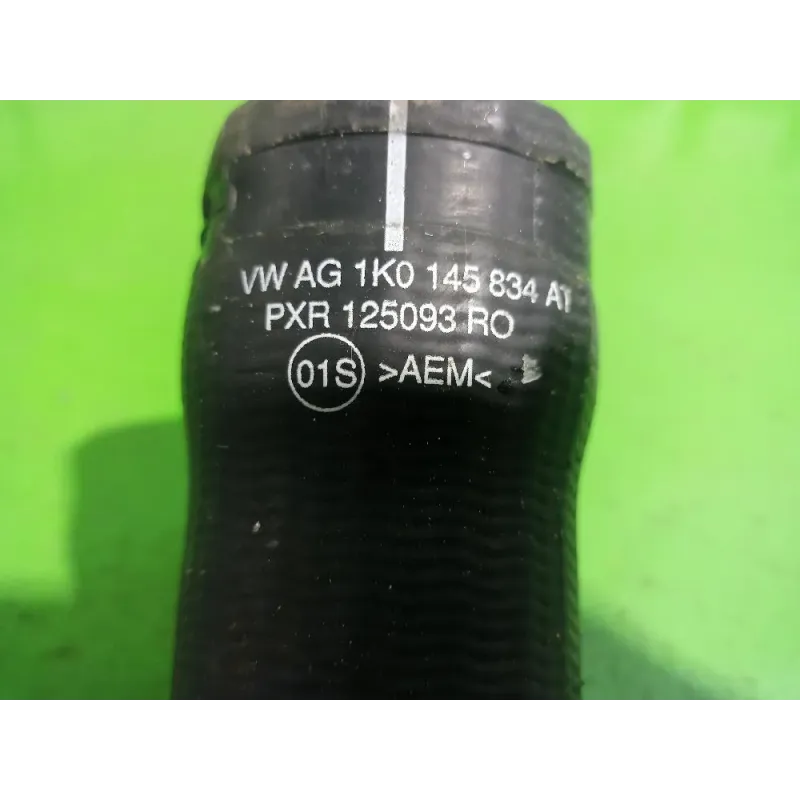 VW AG 1K0 145 834 AT
PXR 125093 RO
01S >AEM<